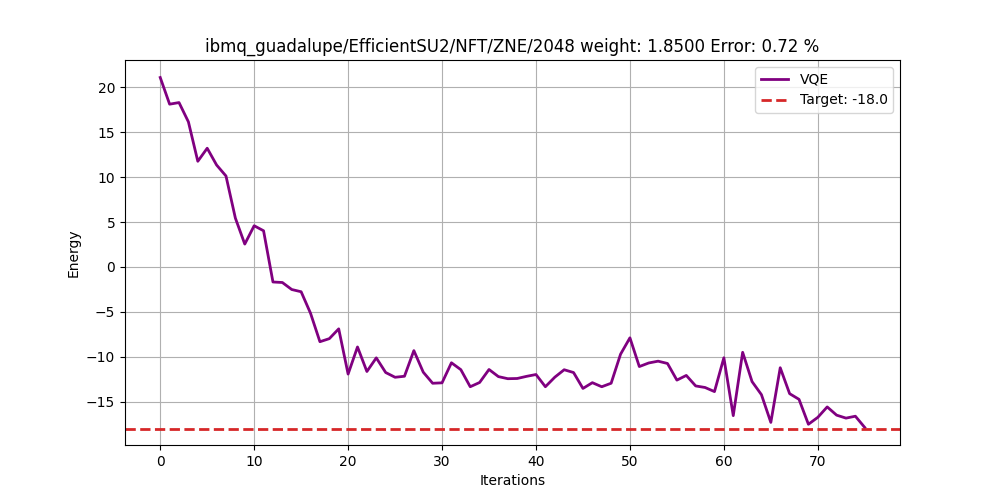 ibmq_guadalupe/EfficientSU2/NFT/ZNE/2048 weight: 1.8500 Error: 0.72 %
VQE
Target: -18.0
20
15
10
5
0
−5
−10
−15
Energy
0 10 20 30 40 50 60 70
Iterations